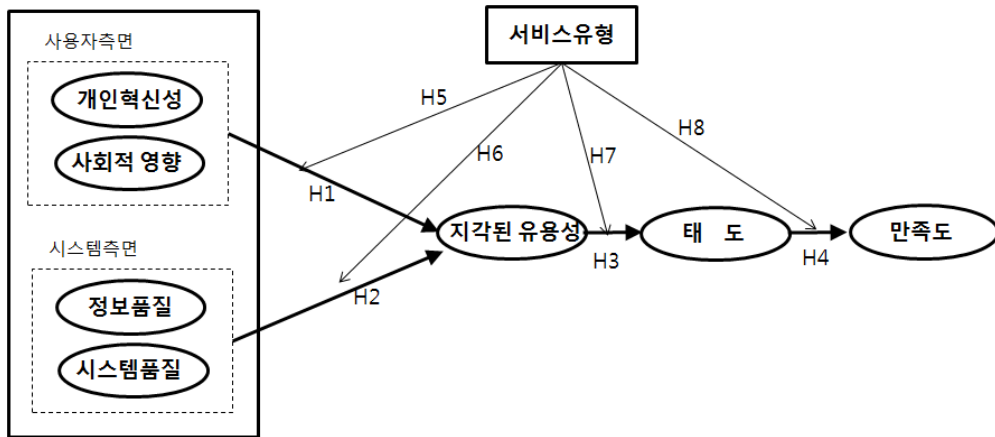 서비스유형
사용자측면
개인혁신성
사회적 영향
H5
H6
H7
H8
H1
지각된 유용성
태 도
만족도
H3
H4
시스템측면
H2
정보품질
시스템품질